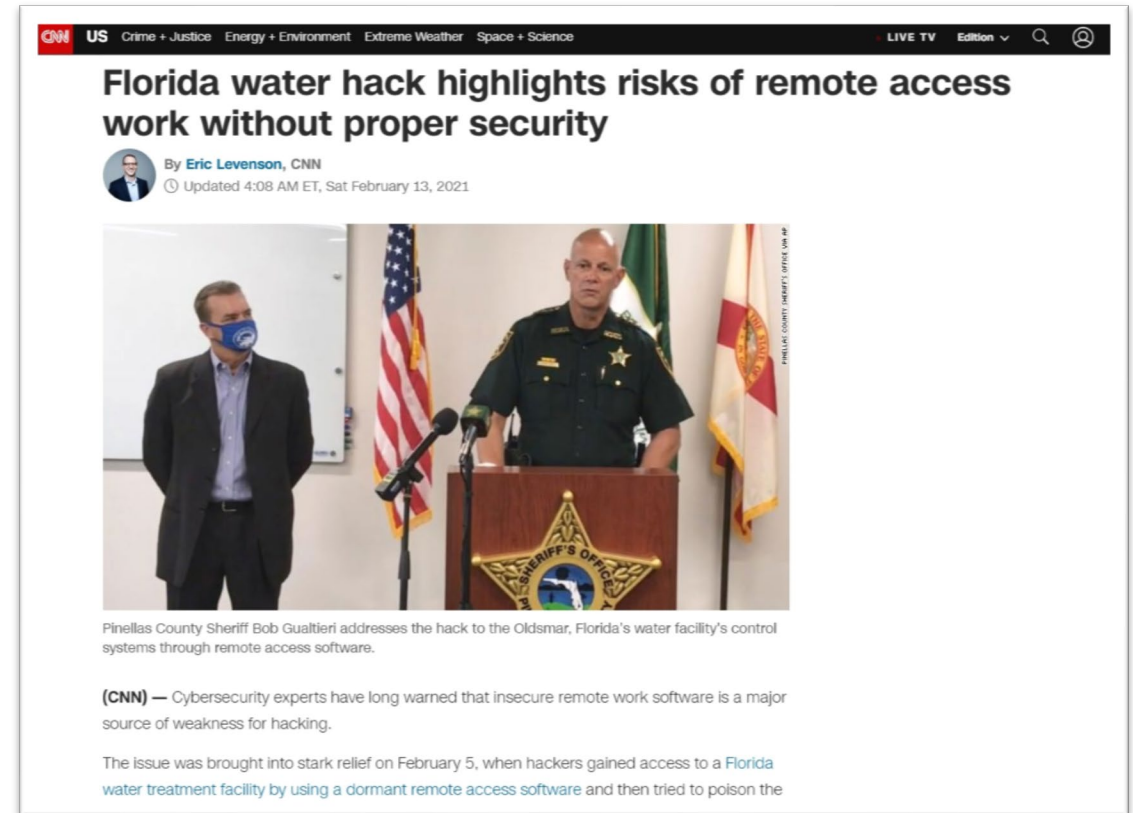 CNN US Crime + Justice Energy + Environment Extreme Weather Space + Science LIVE TV Edition
Florida water hack highlights risks of remote access
work without proper security
By Eric Levenson, CNN
Updated 4:08 AM ET, Sat February 13, 2021
PINELLAS COUNTY SHERIFF'S OFFICE VIA AP
SHERIFF'S OFFICE
Pinellas County Sheriff Bob Gualtieri addresses the hack to the Oldsmar, Florida's water facility's control
systems through remote access software.
(CNN) — Cybersecurity experts have long warned that insecure remote work software is a major
source of weakness for hacking.
The issue was brought into stark relief on February 5, when hackers gained access to a Florida
water treatment facility by using a dormant remote access software and then tried to poison the